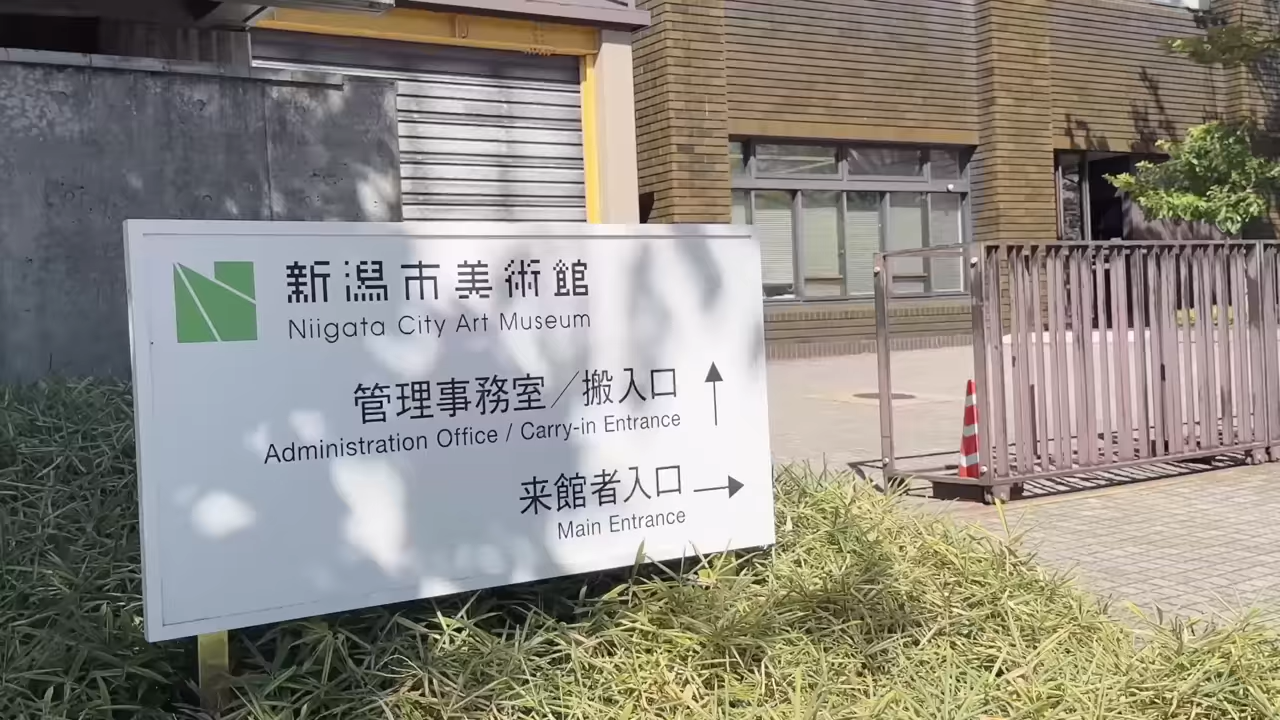 新潟市美術館
Niigata City Art Museum
管理事務室／搬入口
Administration Office / Carry-in Entrance
来館者入口
Main Entrance